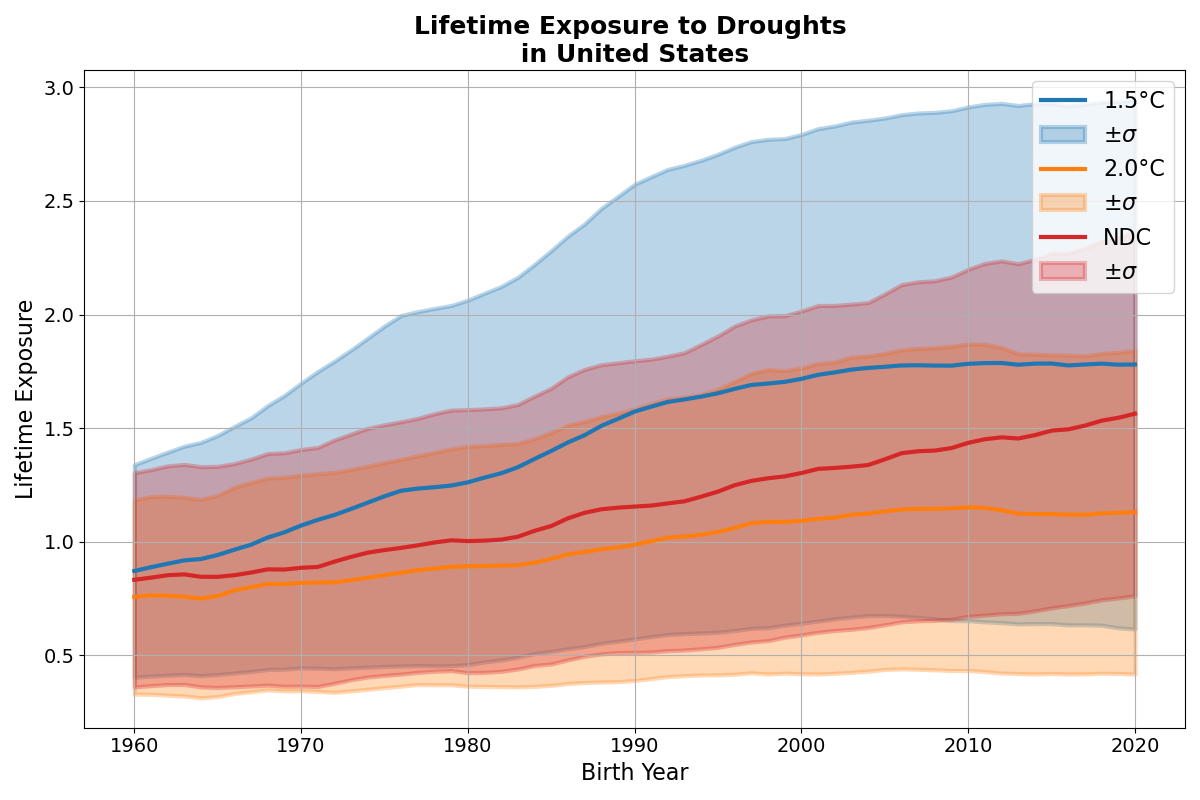 Lifetime Exposure to Droughts
in United States
Lifetime Exposure
3.0
2.5
2.0
1.5
1.0
0.5
1.5°C
±σ
2.0°C
±σ
NDC
±σ
1960 1970 1980 1990 2000 2010 2020
Birth Year